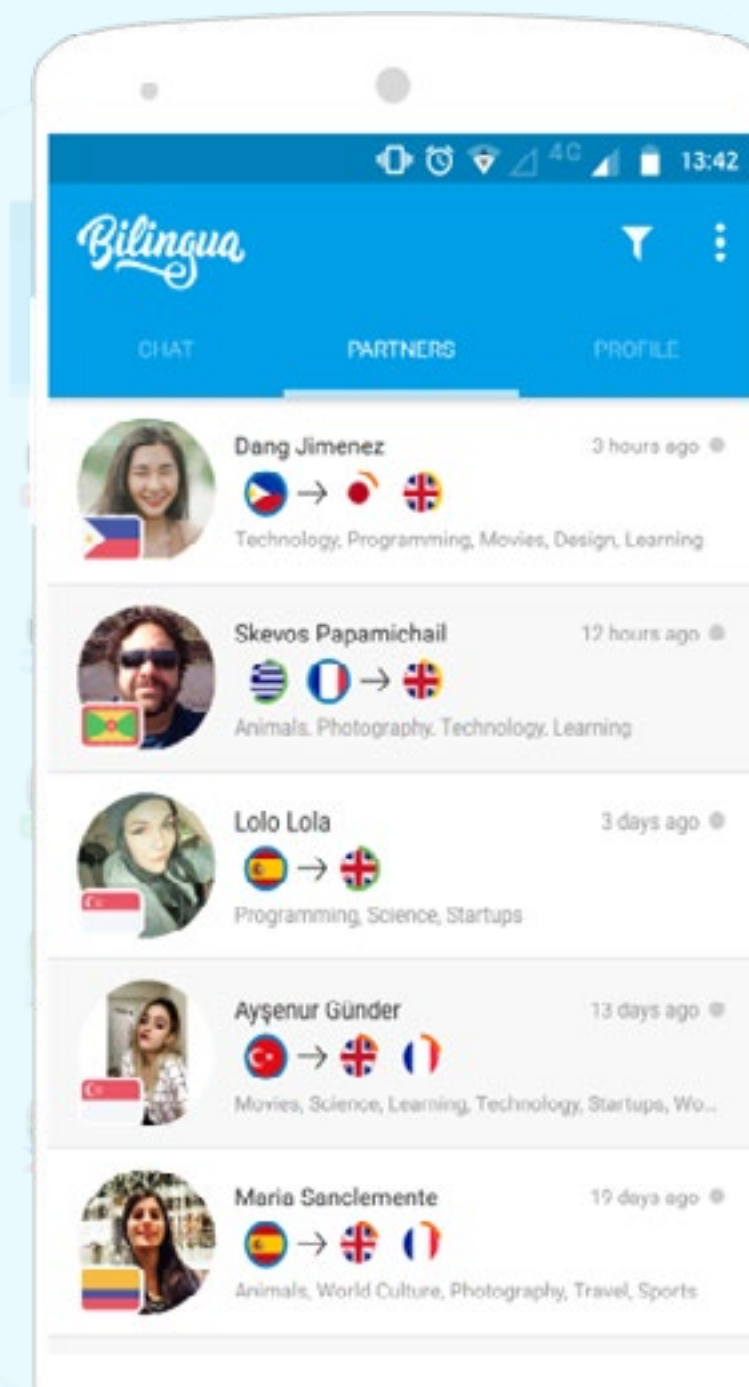 4G 13:42
Bilingua
CHAT PARTNERS PROFILE
Dang Jimenez 3 hours ago
Technology, Programming, Movies, Design, Learning
Skevos Papamichail 12 hours ago
Animals, Photography, Technology, Learning
Lolo Lola 3 days ago
Programming, Science, Startups
Ayşenur Günder 13 days ago
Movies, Science, Learning, Technology, Startups, Wo...
Maria Sanclemente 19 days ago
Animals, World Culture, Photography, Travel, Sports